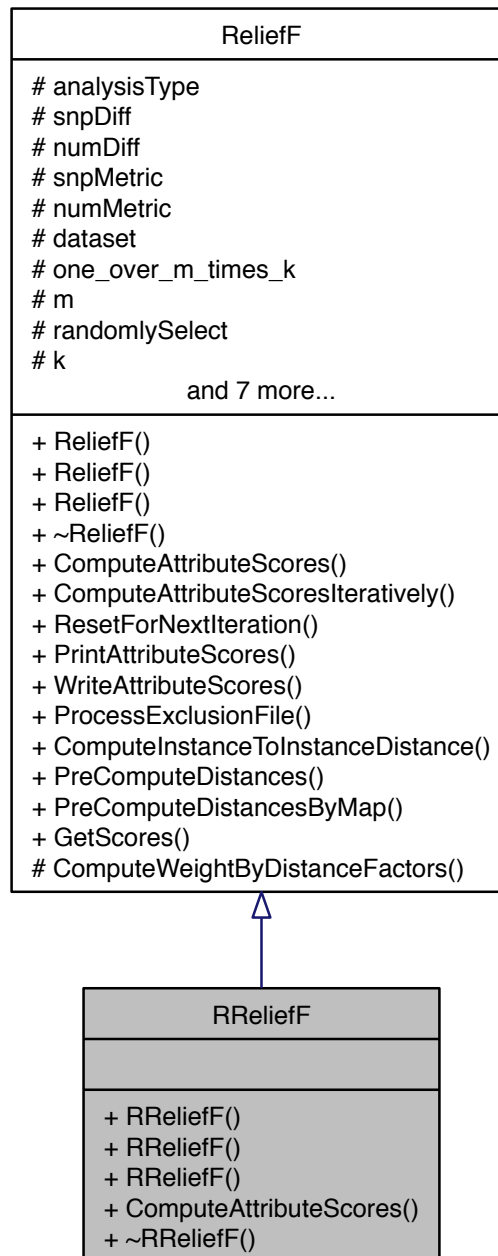 ReliefF
# analysisType
# snpDiff
# numDiff
# snpMetric
# numMetric
# dataset
# one_over_m_times_k
# m
# randomlySelect
# k
and 7 more...
+ ReliefF()
+ ReliefF()
+ ReliefF()
+ ~ReliefF()
+ ComputeAttributeScores()
+ ComputeAttributeScoresIteratively()
+ ResetForNextIteration()
+ PrintAttributeScores()
+ WriteAttributeScores()
+ ProcessExclusionFile()
+ ComputeInstanceToInstanceDistance()
+ PreComputeDistances()
+ PreComputeDistancesByMap()
+ GetScores()
# ComputeWeightByDistanceFactors()
RReliefF
+ RReliefF()
+ RReliefF()
+ RReliefF()
+ ComputeAttributeScores()
+ ~RReliefF()